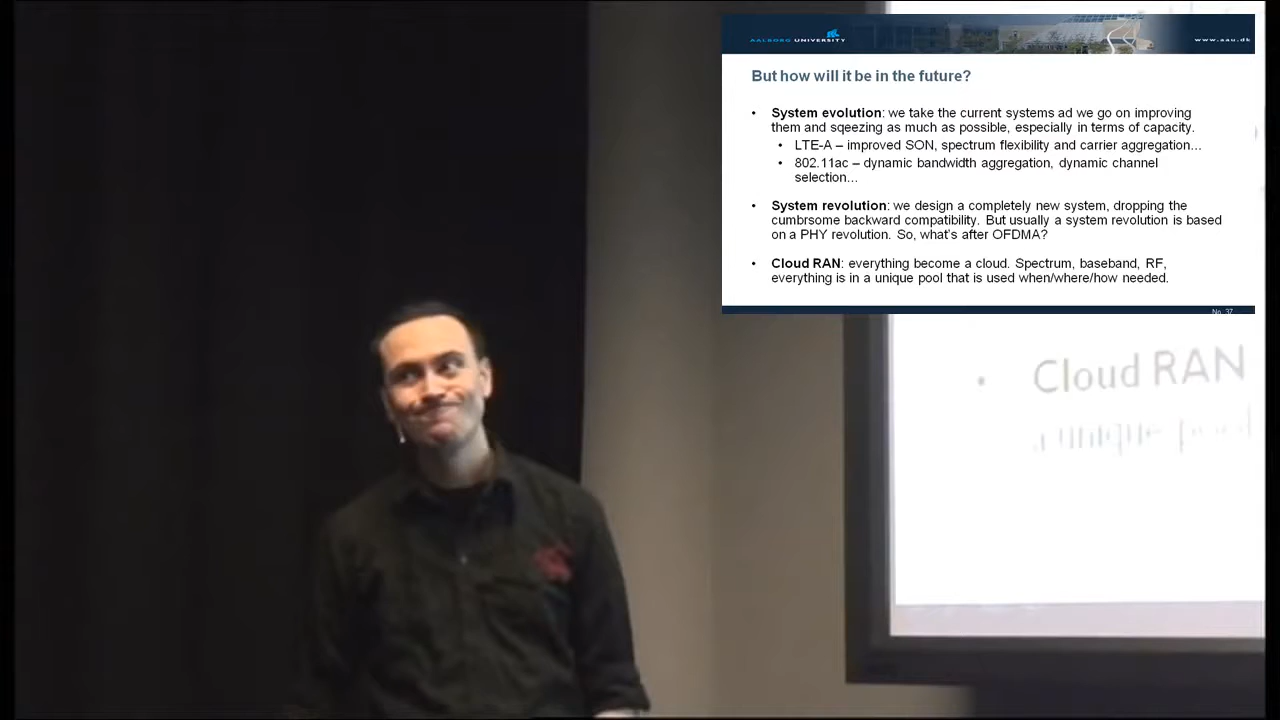 AALBORG UNIVERSITY
www.aau.dk
But how will it be in the future?
• System evolution: we take the current systems ad we go on improving
them and sqeezing as much as possible, especially in terms of capacity.
• LTE-A – improved SON, spectrum flexibility and carrier aggregation…
• 802.11ac – dynamic bandwidth aggregation, dynamic channel
selection…
• System revolution: we design a completely new system, dropping the
cumbrsome backward compatibility. But usually a system revolution is based
on a PHY revolution. So, what's after OFDMA?
• Cloud RAN: everything become a cloud. Spectrum, baseband, RF,
everything is in a unique pool that is used when/where/how needed.
No. 37
• Cloud RAN
a unique pool